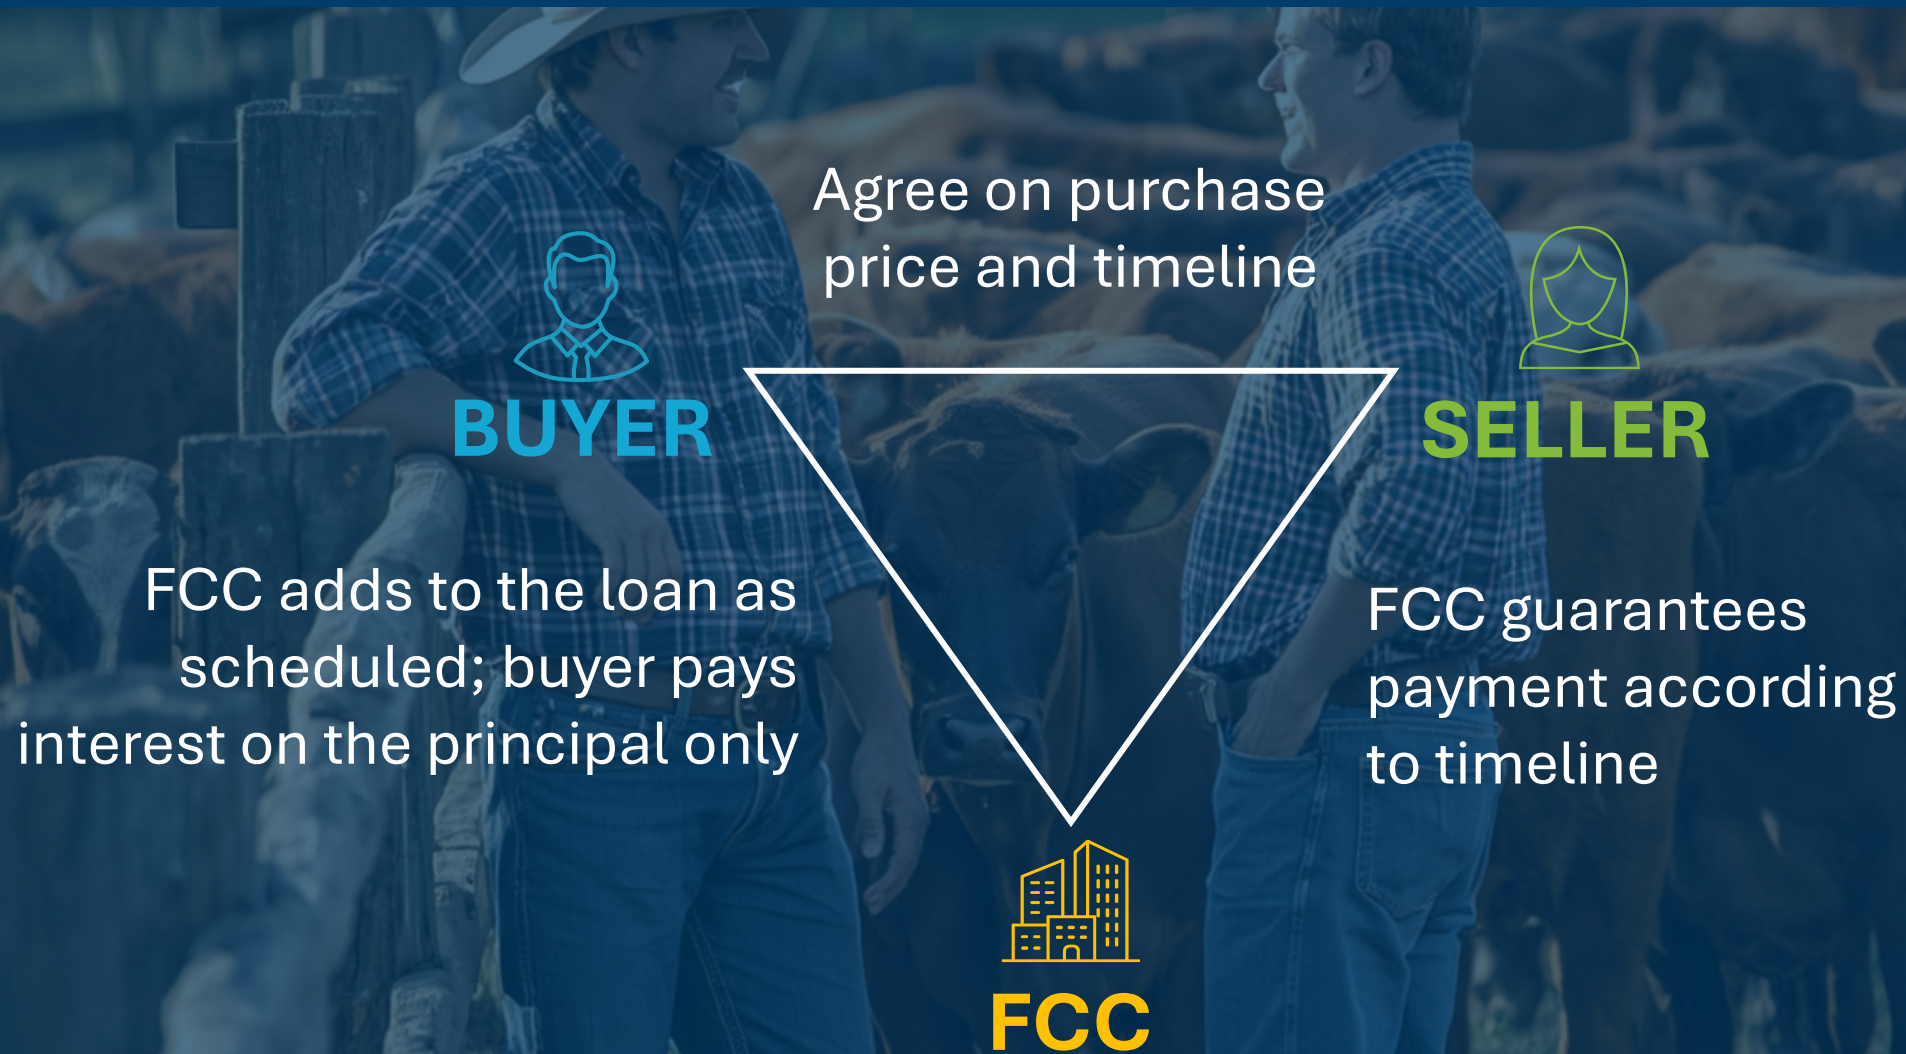 Agree on purchase
price and timeline
BUYER
SELLER
FCC adds to the loan as
scheduled; buyer pays
interest on the principal only
FCC guarantees
payment according
to timeline
FCC